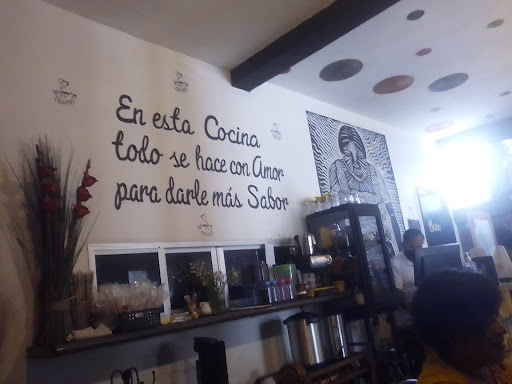 En esta Cocina
todo se hace con Amor
para darle más Sabor